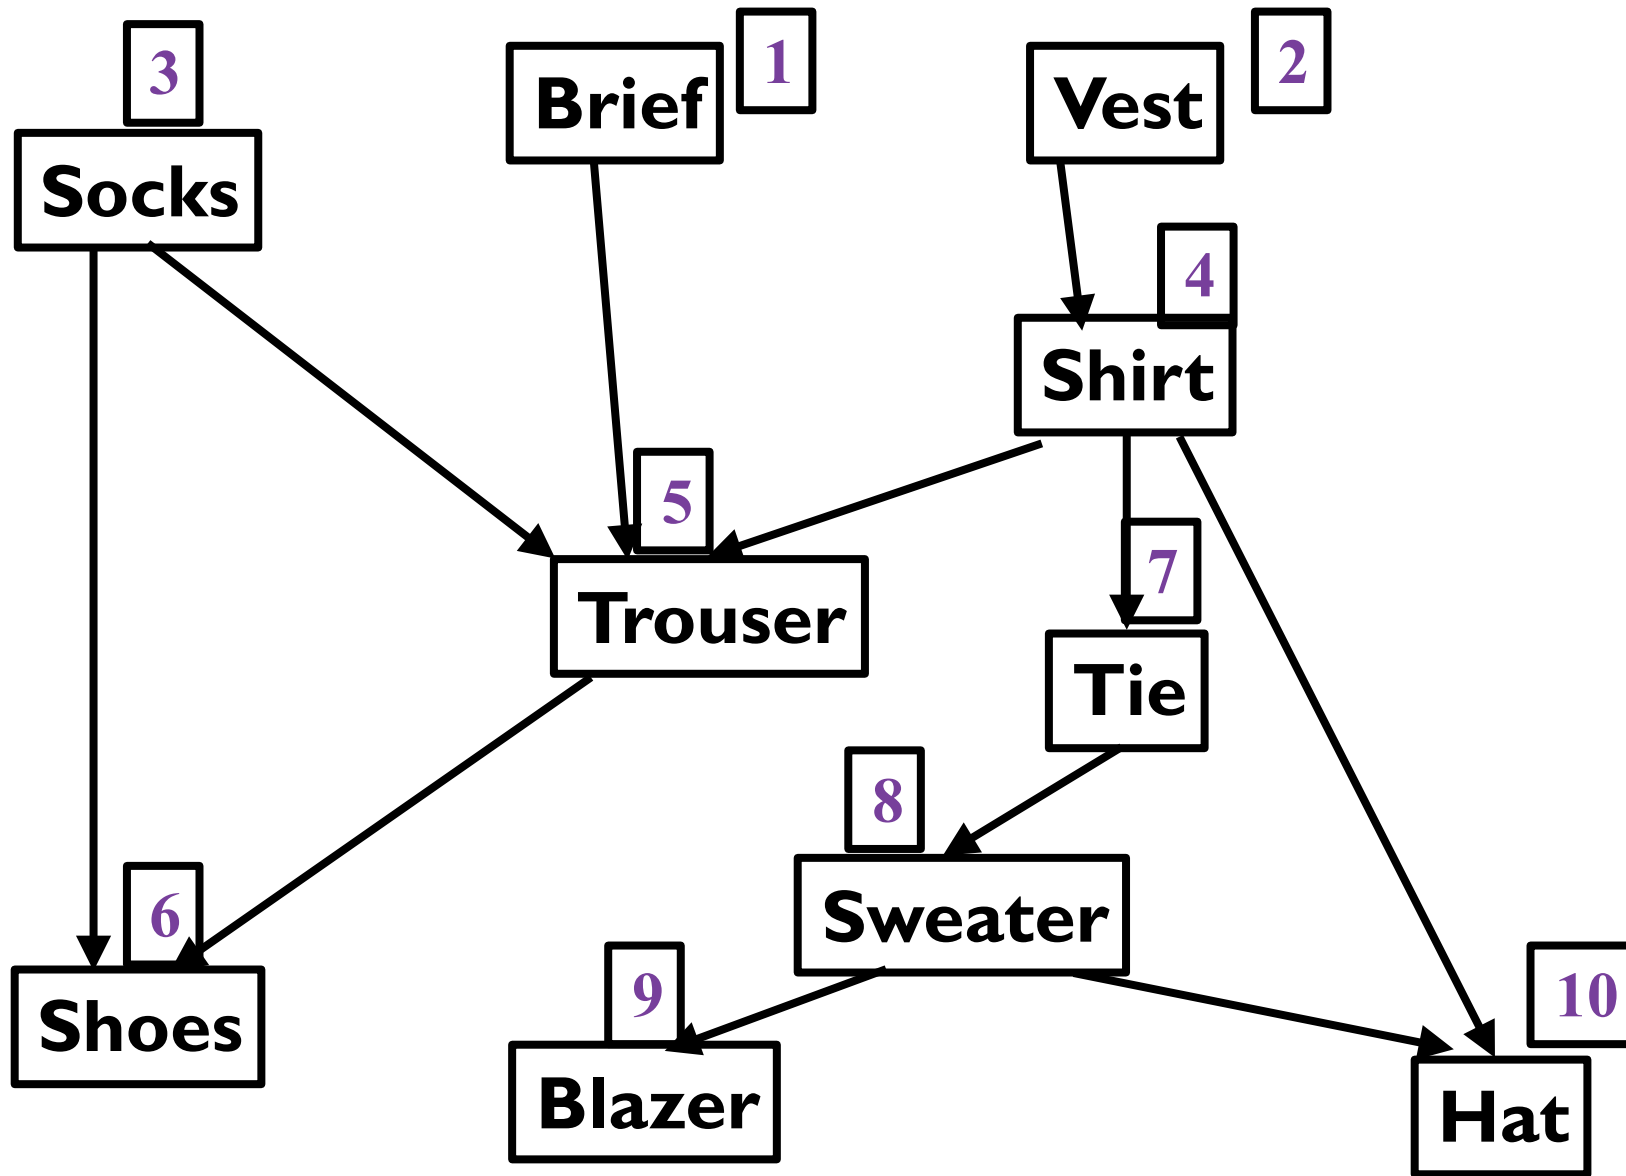 3
Brief
1
Vest
2
Socks
4
Shirt
5
Trouser
7
Tie
8
Sweater
6
Shoes
9
Blazer
10
Hat